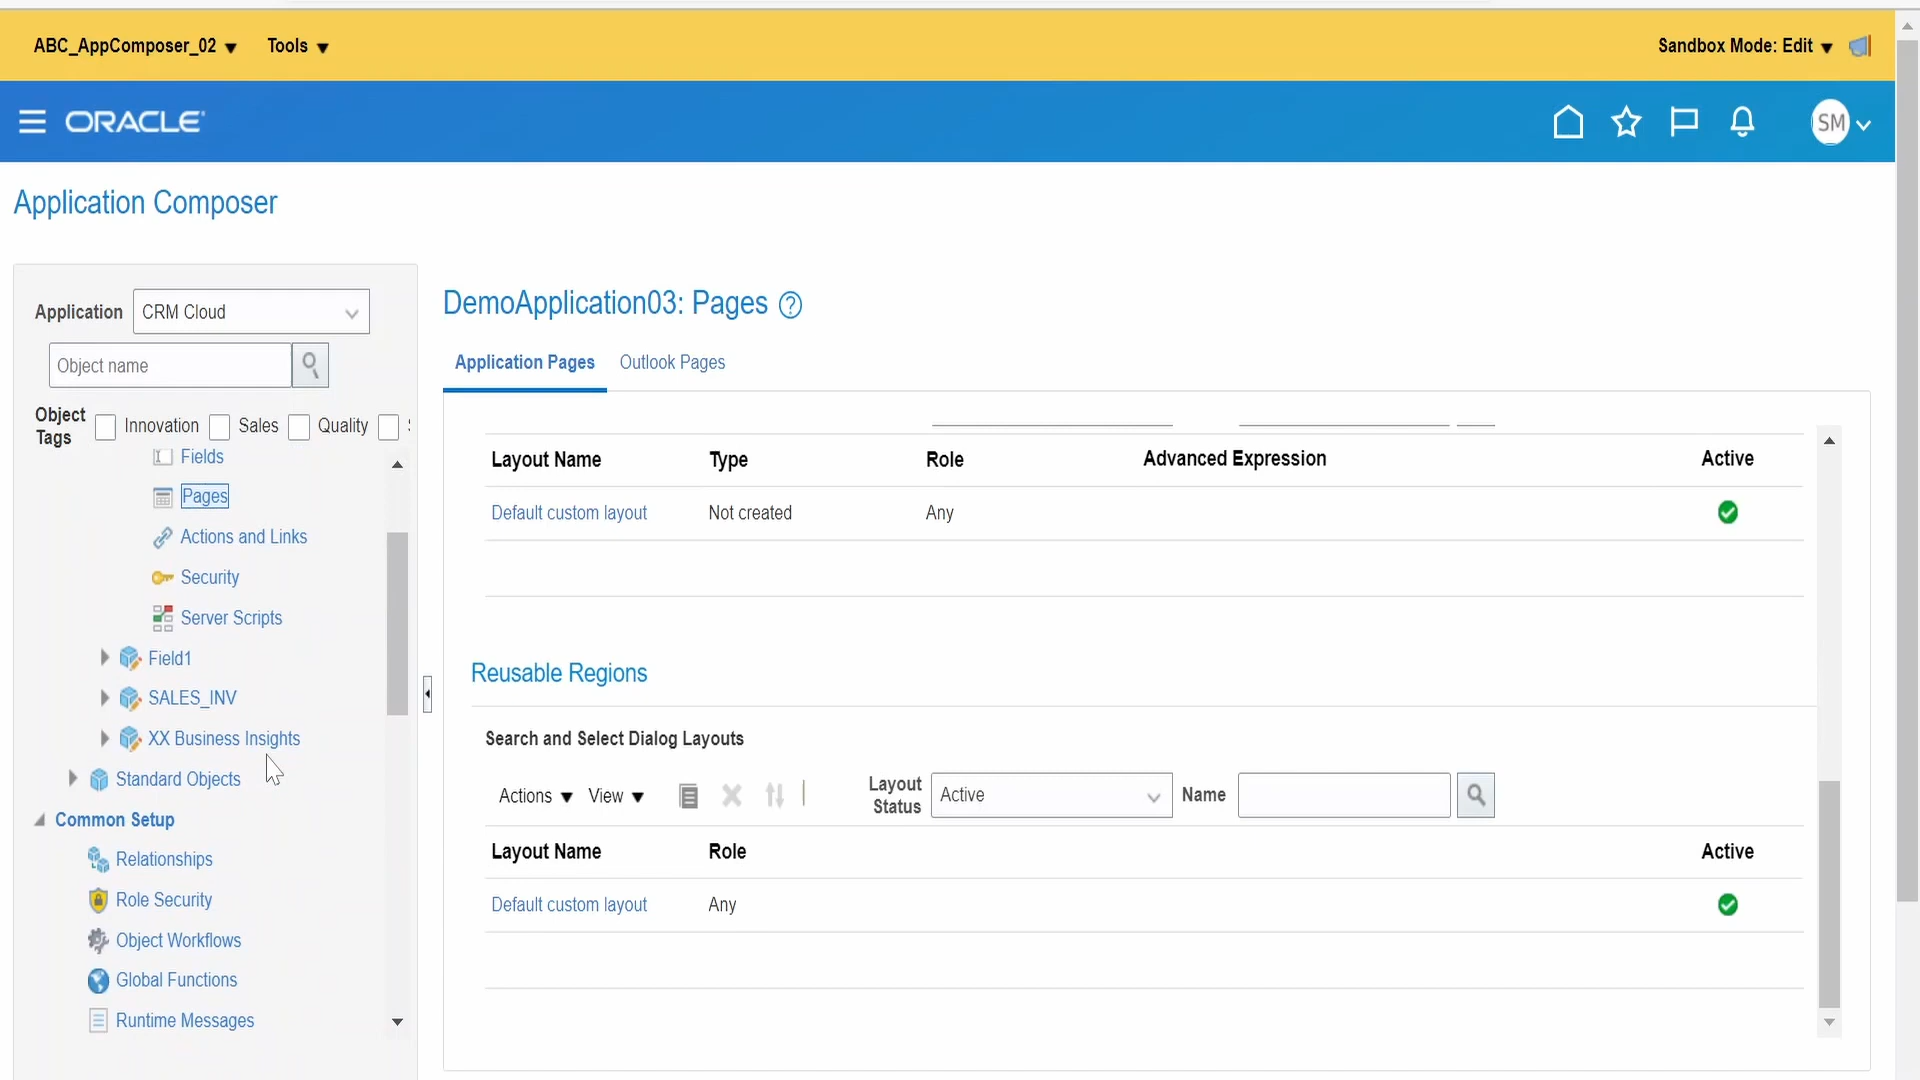 ABC_AppComposer_02 Tools Sandbox Mode: Edit
ORACLE SM
Application Composer
Application CRM Cloud
Object name
Object Tags Innovation Sales Quality
Fields
Pages
Actions and Links
Security
Server Scripts
Field1
SALES_INV
XX Business Insights
Standard Objects
Common Setup
Relationships
Role Security
Object Workflows
Global Functions
Runtime Messages
DemoApplication03: Pages ?
Application Pages Outlook Pages
Layout Name Type Role Advanced Expression Active
Default custom layout Not created Any
Reusable Regions
Search and Select Dialog Layouts
Actions View Layout Status Active Name
Layout Name Role Active
Default custom layout Any